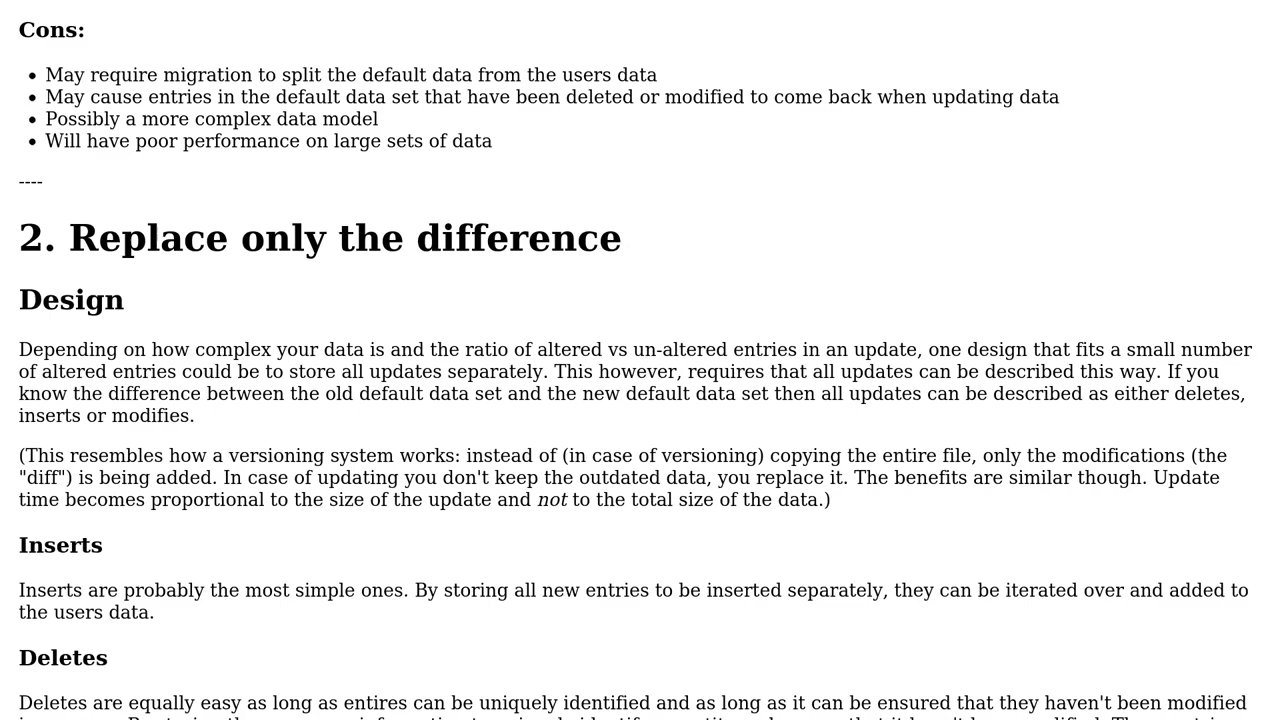 Cons:
• May require migration to split the default data from the users data
• May cause entries in the default data set that have been deleted or modified to come back when updating data
• Possibly a more complex data model
• Will have poor performance on large sets of data
----
2. Replace only the difference
Design
Depending on how complex your data is and the ratio of altered vs un-altered entries in an update, one design that fits a small number
of altered entries could be to store all updates separately. This however, requires that all updates can be described this way. If you
know the difference between the old default data set and the new default data set then all updates can be described as either deletes,
inserts or modifies.
(This resembles how a versioning system works: instead of (in case of versioning) copying the entire file, only the modifications (the
"diff") is being added. In case of updating you don't keep the outdated data, you replace it. The benefits are similar though. Update
time becomes proportional to the size of the update and not to the total size of the data.)
Inserts
Inserts are probably the most simple ones. By storing all new entries to be inserted separately, they can be iterated over and added to
the users data.
Deletes
Deletes are equally easy as long as entires can be uniquely identified and as long as it can be ensured that they haven't been modified